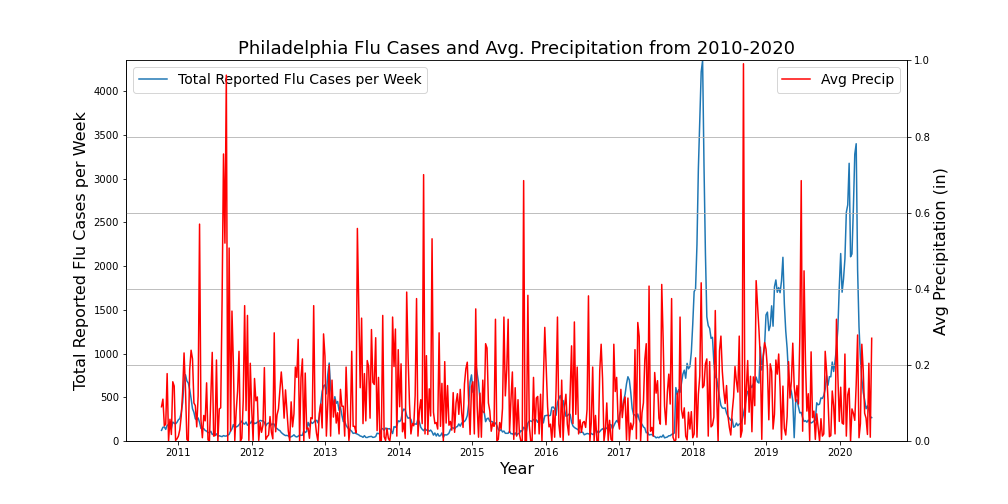 Philadelphia Flu Cases and Avg. Precipitation from 2010-2020
Total Reported Flu Cases per Week
Avg Precip
Total Reported Flu Cases per Week
4000
3500
3000
2500
2000
1500
1000
500
0
1.0
0.8
0.6
0.4
0.2
0.0
Avg Precipitation (in)
2011 2012 2013 2014 2015 2016 2017 2018 2019 2020
Year